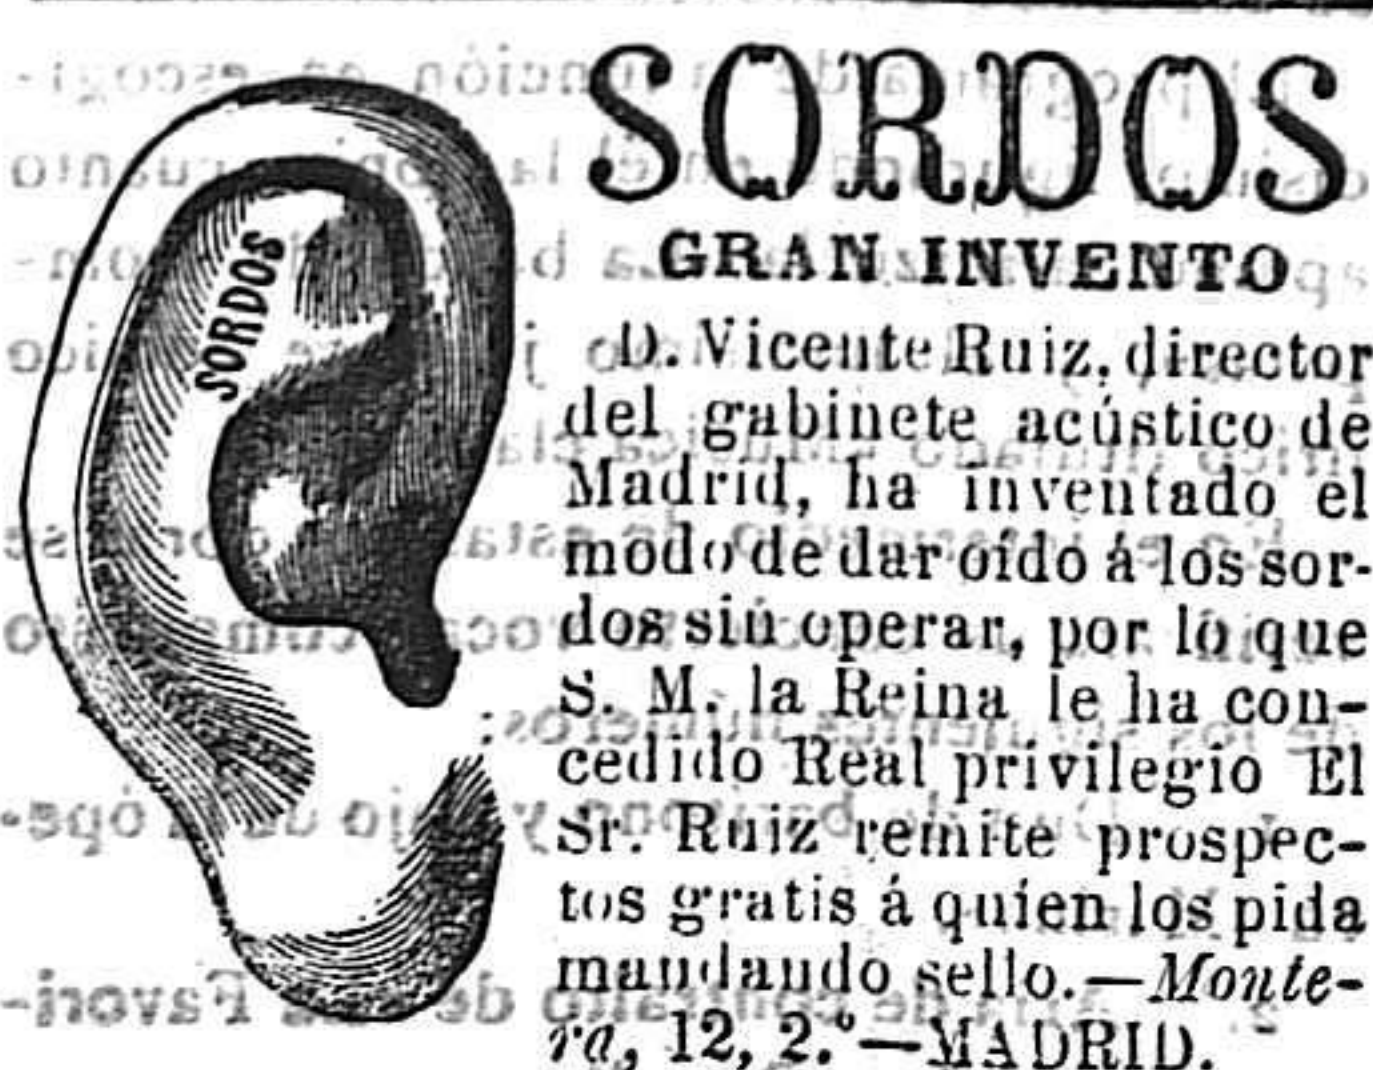 SORDOS
SORDOS
GRAN INVENTO
D. Vicente Ruiz, director
del gabinete acústico de
Madrid, ha inventado el
modo de dar oído á los sor-
dos sin operar, por lo que
S. M. la Reina le ha con-
cedido Real privilegio El
Sr. Ruiz remite prospec-
tos gratis á quien los pida
mandando sello.—Monte-
ra, 12, 2.º—MADRID.